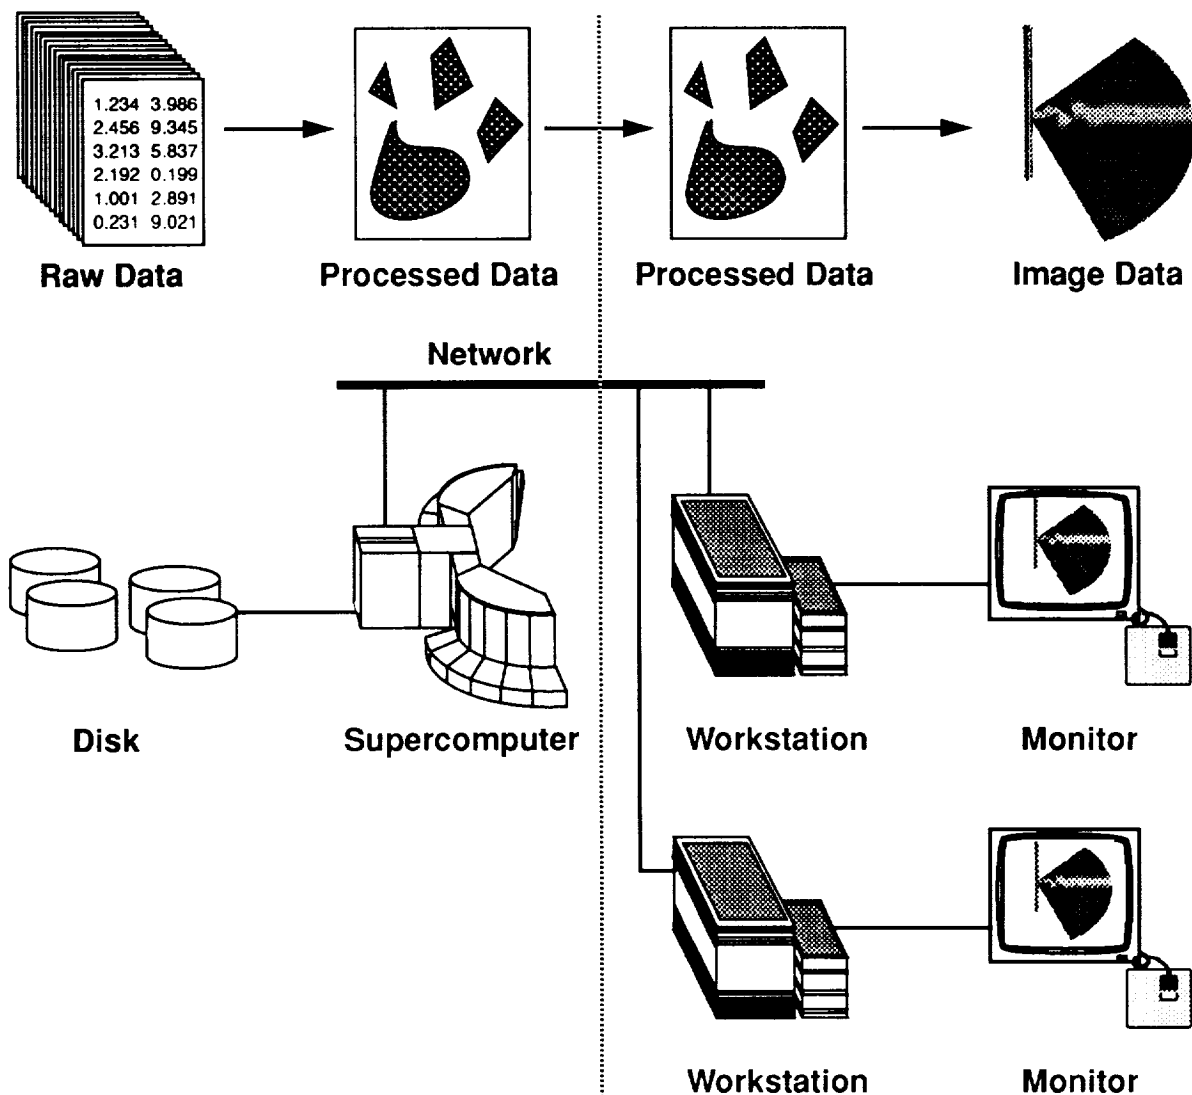 1.234 3.986
2.456 9.345
3.213 5.837
2.192 0.199
1.001 2.891
0.231 9.021
Raw Data
Processed Data
Processed Data
Image Data
Network
Disk
Supercomputer
Workstation
Monitor
Workstation
Monitor